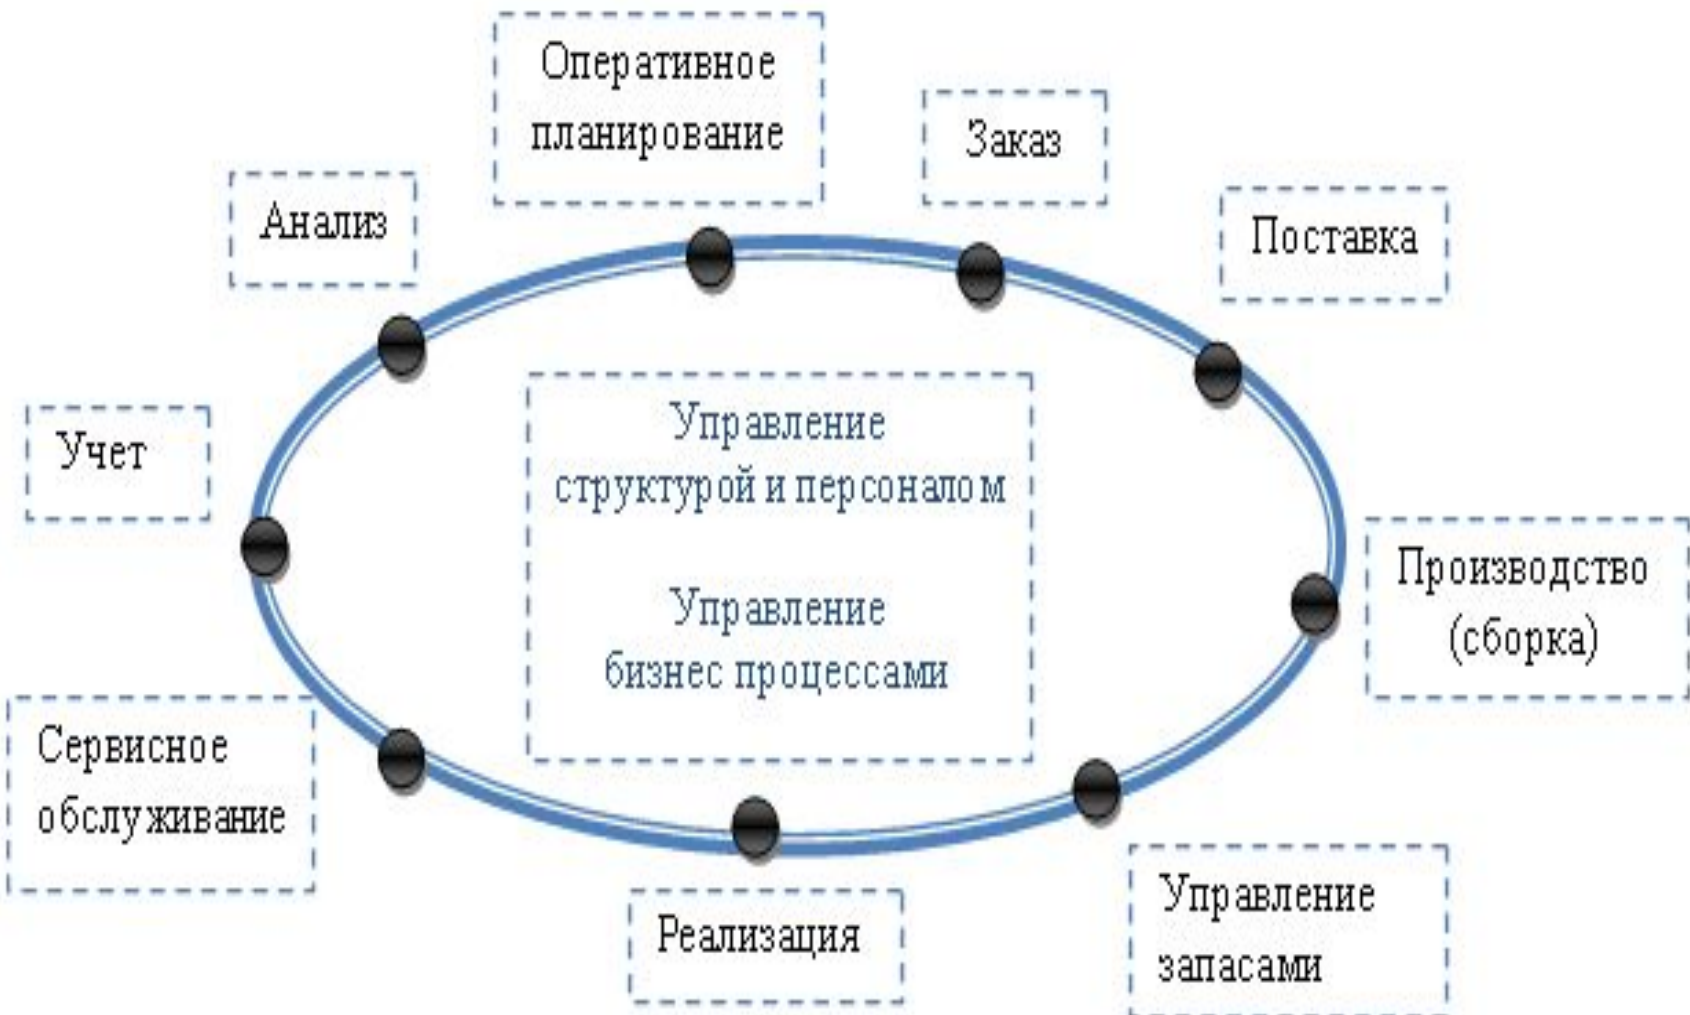 Оперативное
планирование
Заказ
Поставка
Производство
(сборка)
Управление
запасами
Реализация
Сервисное
обслуживание
Учет
Анализ
Управление
структурой и персоналом
Управление
бизнес процессами